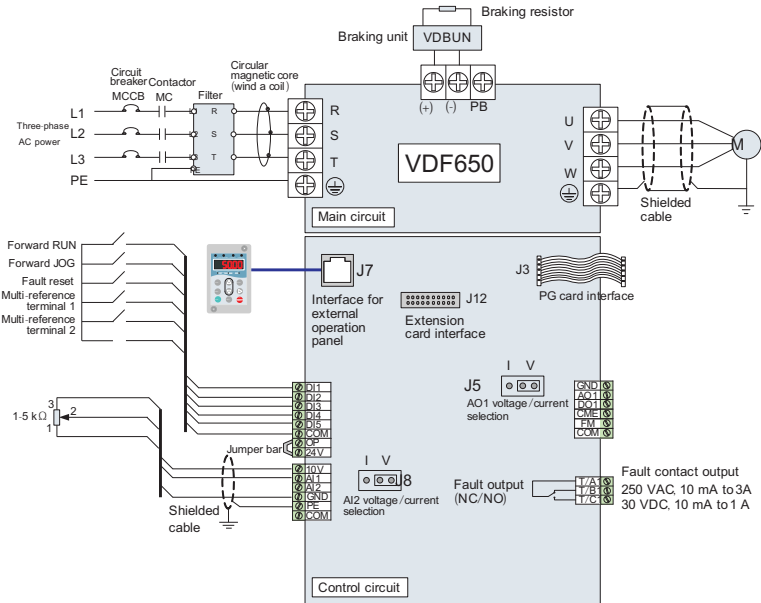 Braking resistor
Braking unit
VDBUN
(+) (-) PB
Circuit
breaker
MCCB
Contactor
MC
Filter
Circular
magnetic core
(wind a coil)
Three-phase
AC power
L1
L2
L3
PE
R
S
T
PE
R
S
T
VDF650
U
V
W
M
Shielded
cable
Main circuit
Forward RUN
Forward JOG
Fault reset
Multi-reference
terminal 1
Multi-reference
terminal 2
5000
J7
Interface for
external
operation
panel
J12
Extension
card interface
J3
PG card interface
I V
J5
AO1 voltage/current
selection
DI1
DI2
DI3
DI4
DI5
COM
OP
24V
Jumper bar
3
2
1
1-5 kΩ
10V
AI1
AI2
GND
PE
COM
Shielded
cable
I V
J8
AI2 voltage/current
selection
GND
AO1
DO1
CME
FM
COM
Fault output
(NC/NO)
T/A1
T/B1
T/C1
Fault contact output
250 VAC, 10 mA to 3A
30 VDC, 10 mA to 1 A
Control circuit